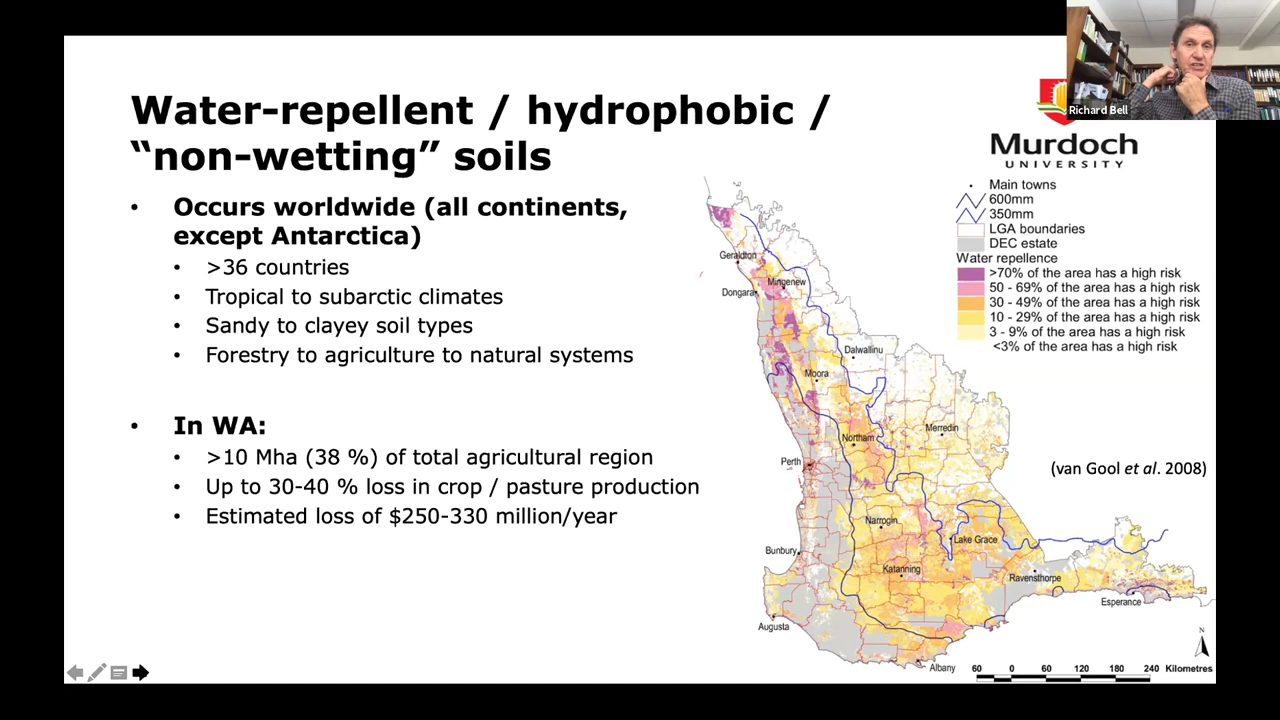 Richard Bell
Water-repellent / hydrophobic /
“non-wetting” soils
Murdoch
UNIVERSITY
• Occurs worldwide (all continents,
except Antarctica)
• >36 countries
• Tropical to subarctic climates
• Sandy to clayey soil types
• Forestry to agriculture to natural systems
• In WA:
• >10 Mha (38 %) of total agricultural region
• Up to 30-40 % loss in crop / pasture production
• Estimated loss of $250-330 million/year
Main towns
600mm
350mm
LGA boundaries
DEC estate
Water repellence
>70% of the area has a high risk
50 - 69% of the area has a high risk
30 - 49% of the area has a high risk
10 - 29% of the area has a high risk
3 - 9% of the area has a high risk
<3% of the area has a high risk
Geraldton
Mingenew
Dongara
Dalwallinu
Moora
Merredin
Northam
Perth
(van Gool et al. 2008)
Narrogin
Lake Grace
Bunbury
Katanning
Ravensthorpe
Esperance
Augusta
Albany
N
60 0 60 120 180 240 Kilometres